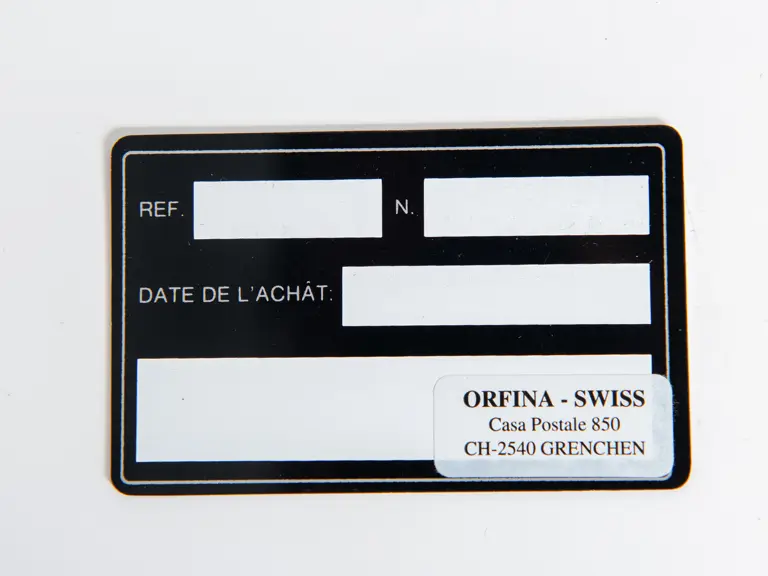 REF. N.
DATE DE L'ACHÂT:
ORFINA - SWISS
Casa Postale 850
CH-2540 GRENCHEN